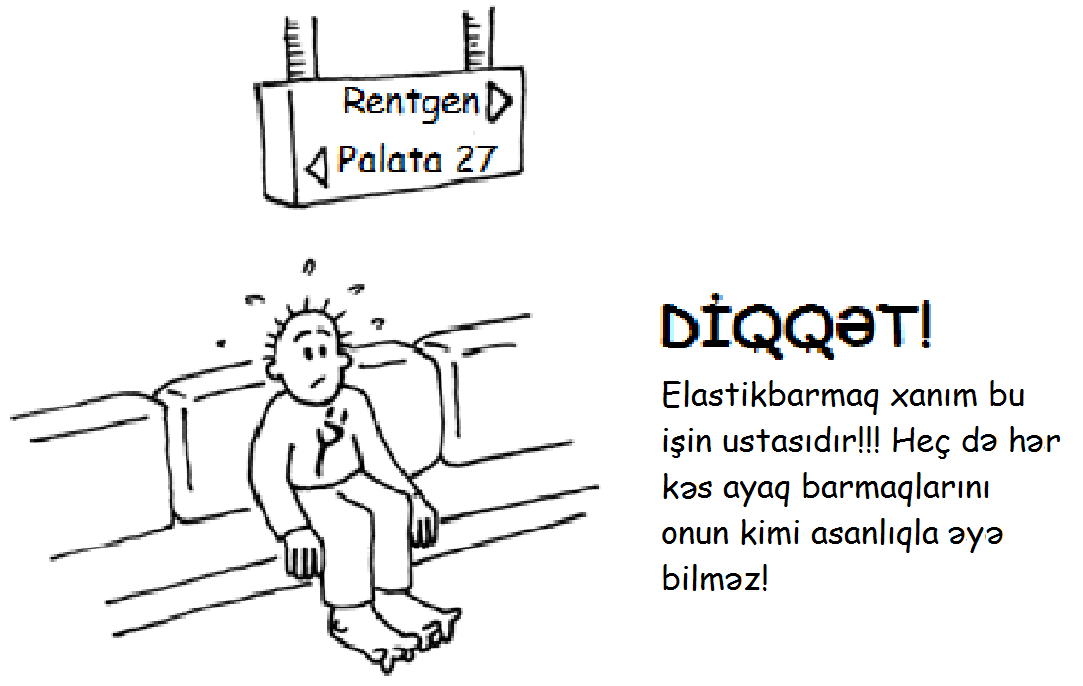 Rentgen
Palata 27
DİQQƏT!
Elastikbarmaq xanım bu
işin ustasıdır!!! Heç də hər
kəs ayaq barmaqlarını
onun kimi asanlıqla əyə
bilməz!